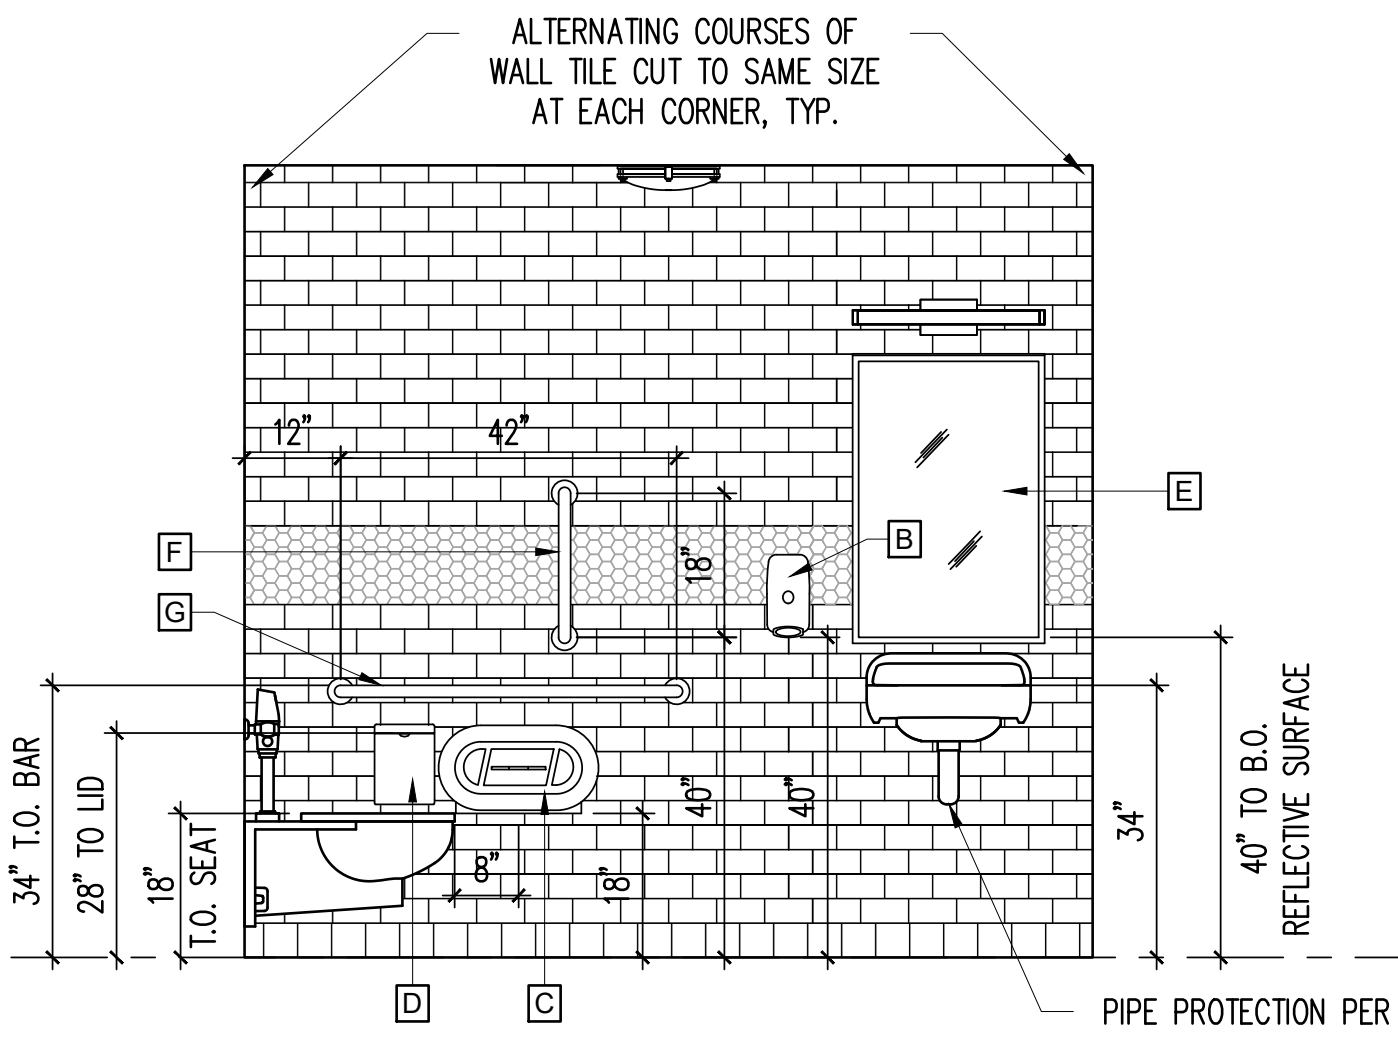 ALTERNATING COURSES OF
WALL TILE CUT TO SAME SIZE
AT EACH CORNER, TYP.
12”
42”
E
B
F
18”
G
34” T.O. BAR
28” TO LID
18”
T.O. SEAT
8”
18”
40”
40”
34”
40” TO B.O.
REFLECTIVE SURFACE
D
C
PIPE PROTECTION PER